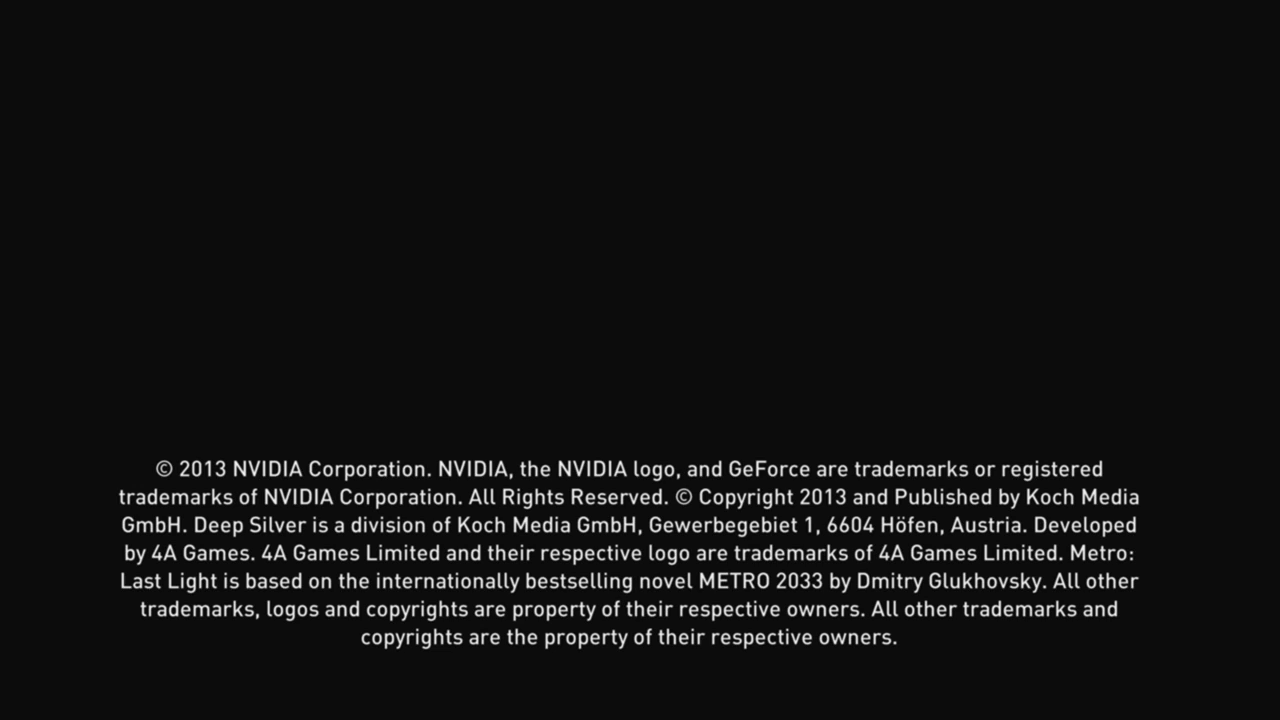 © 2013 NVIDIA Corporation. NVIDIA, the NVIDIA logo, and GeForce are trademarks or registered
trademarks of NVIDIA Corporation. All Rights Reserved. © Copyright 2013 and Published by Koch Media
GmbH. Deep Silver is a division of Koch Media GmbH, Gewerbegebiet 1, 6604 Höfen, Austria. Developed
by 4A Games. 4A Games Limited and their respective logo are trademarks of 4A Games Limited. Metro:
Last Light is based on the internationally bestselling novel METRO 2033 by Dmitry Glukhovsky. All other
trademarks, logos and copyrights are property of their respective owners. All other trademarks and
copyrights are the property of their respective owners.